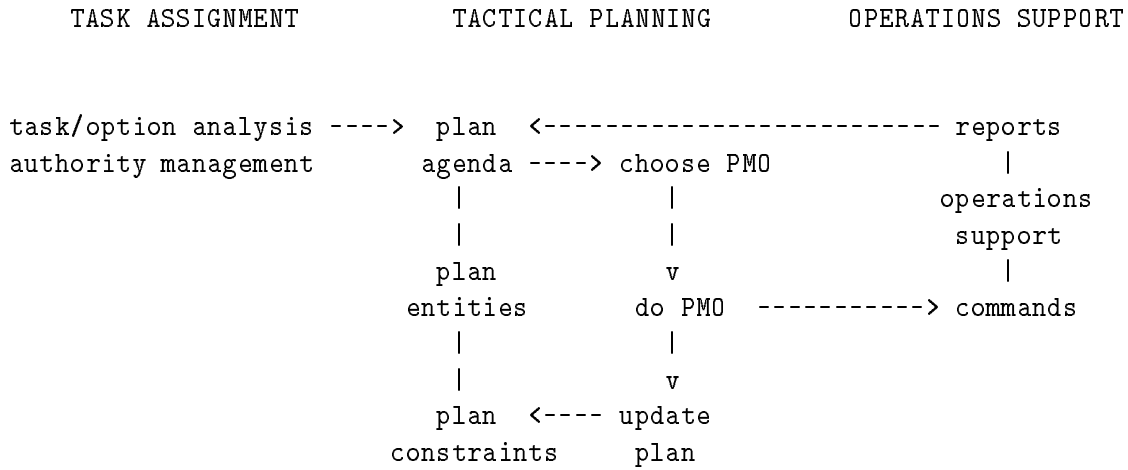 TASK ASSIGNMENT TACTICAL PLANNING OPERATIONS SUPPORT
task/option analysis ----> plan <--------------------------- reports
authority management agenda ----> choose PMO |
| | operations
| | support
plan v |
entities do PMO -----------> commands
| |
| v
plan <---- update
constraints plan